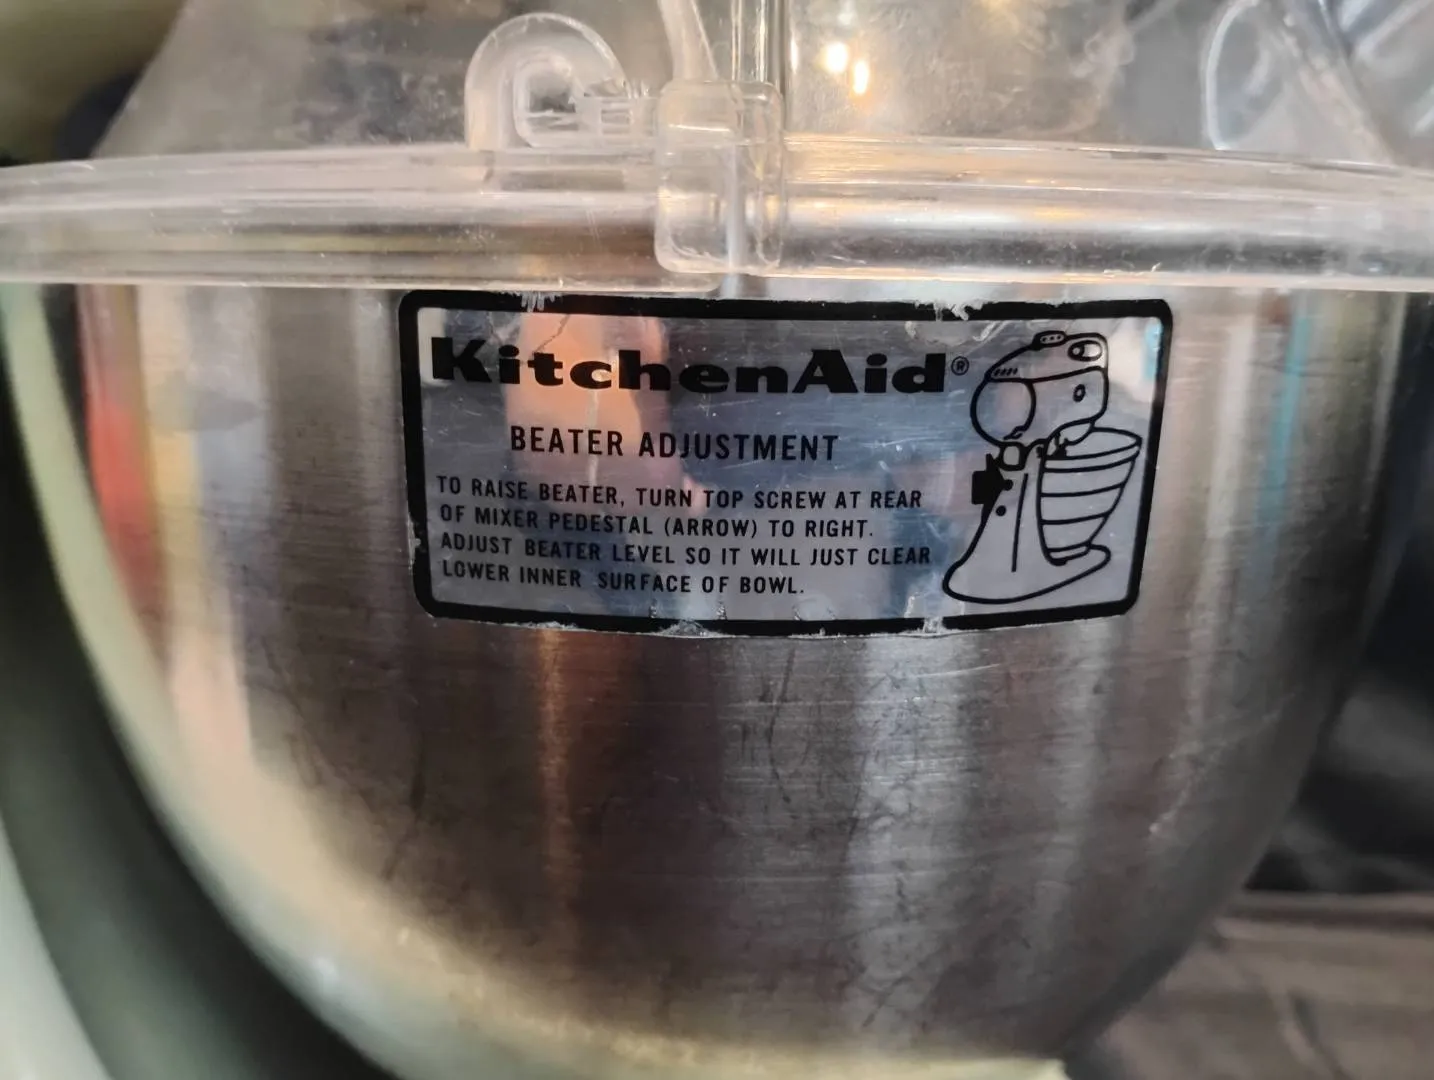 KitchenAid®
BEATER ADJUSTMENT
TO RAISE BEATER, TURN TOP SCREW AT REAR
OF MIXER PEDESTAL (ARROW) TO RIGHT.
ADJUST BEATER LEVEL SO IT WILL JUST CLEAR
LOWER INNER SURFACE OF BOWL.